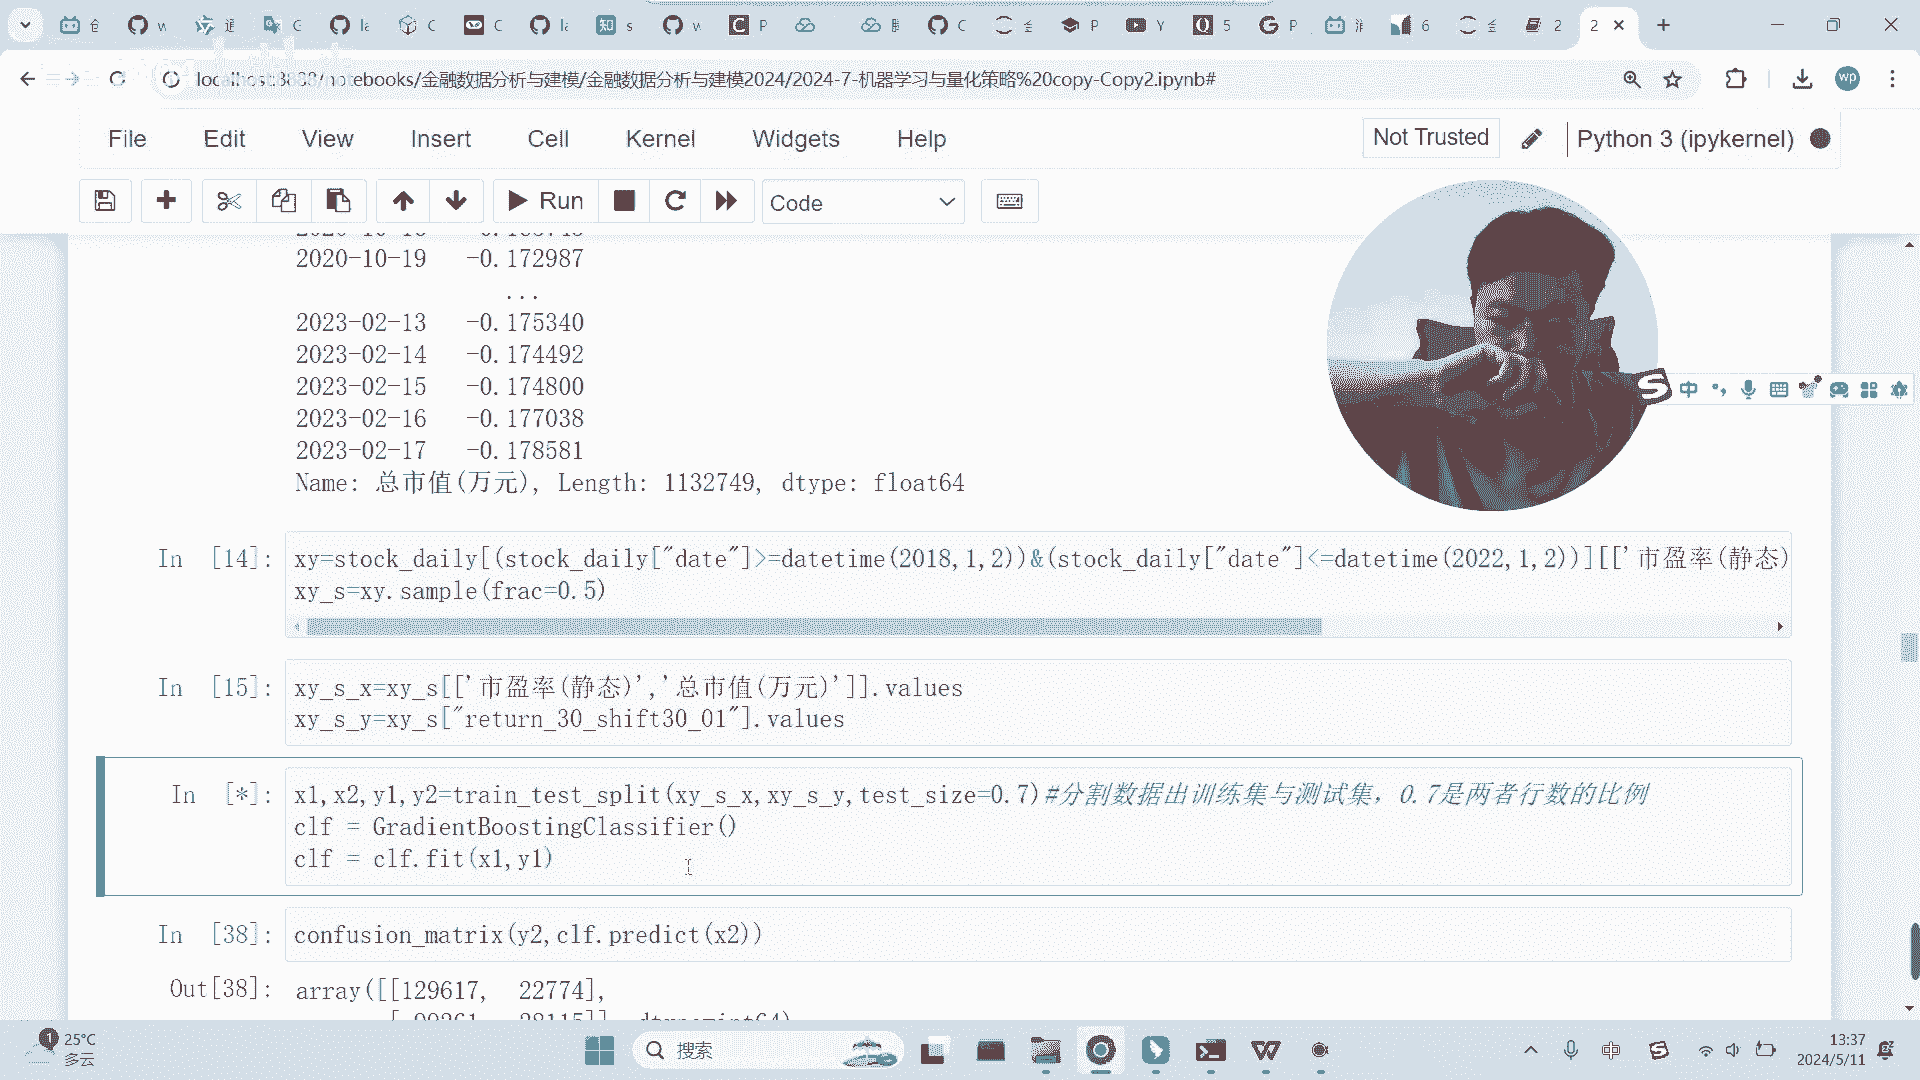 localhost:8888/notebooks/金融数据分析与建模/金融数据分析与建模2024/2024-7-机器学习与量化策略%20copy-Copy2.ipynb#
wp
File Edit View Insert Cell Kernel Widgets Help
Not Trusted
Python 3 (ipykernel)
Run
Code
2020-10-19 -0.172987
...
2023-02-13 -0.175340
2023-02-14 -0.174492
2023-02-15 -0.174800
2023-02-16 -0.177038
2023-02-17 -0.178581
Name: 总市值(万元), Length: 1132749, dtype: float64
中
In [14]:
xy=stock_daily[(stock_daily["date"]>=datetime(2018,1,2))&(stock_daily["date"]<=datetime(2022,1,2))][['市盈率(静态)
xy_s=xy.sample(frac=0.5)
In [15]:
xy_s_x=xy_s[['市盈率(静态)','总市值(万元)']].values
xy_s_y=xy_s["return_30_shift30_01"].values
In [*]:
x1,x2,y1,y2=train_test_split(xy_s_x,xy_s_y,test_size=0.7)#分割数据出训练集与测试集，0.7是两者行数的比例
clf = GradientBoostingClassifier()
clf = clf.fit(x1,y1)
In [38]:
confusion_matrix(y2,clf.predict(x2))
Out[38]:
array([[129617, 22774],
1
25°C
多云
搜索
中
13:37
2024/5/11